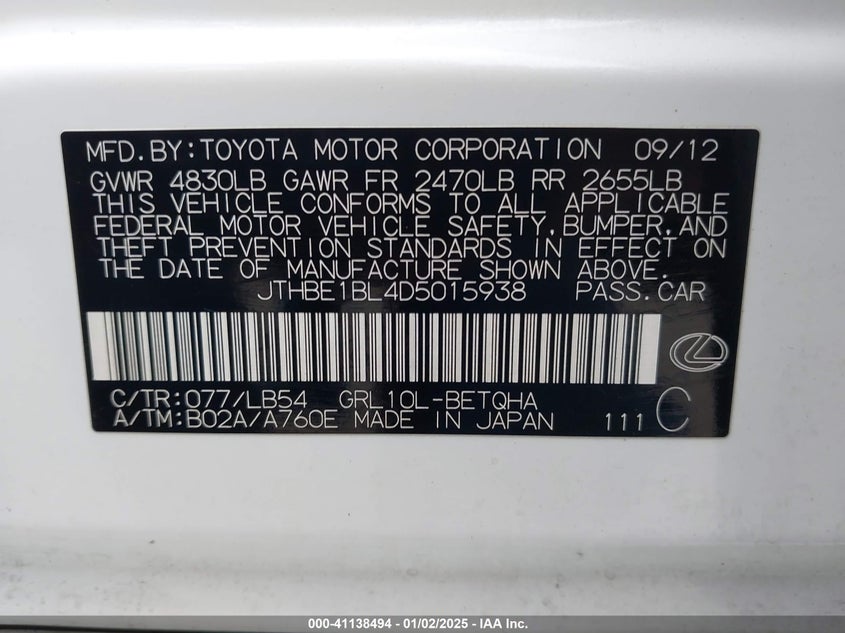 MFD.BY:TOYOTA MOTOR CORPORATION 09/12
GVWR 4830LB GAWR FR 2470LB RR 2655LB
THIS VEHICLE CONFORMS TO ALL APPLICABLE
FEDERAL MOTOR VEHICLE SAFETY,BUMPER,AND
THEFT PREVENTION STANDARDS IN EFFECT ON
THE DATE OF MANUFACTURE SHOWN ABOVE.
JTHBE1BL4D5015938 PASS.CAR
C/TR:077/LB54 GRL10L-BETQHA
A/TM:B02A/A760E MADE IN JAPAN 111 C
000-41138494 - 01/02/2025 - IAA Inc.